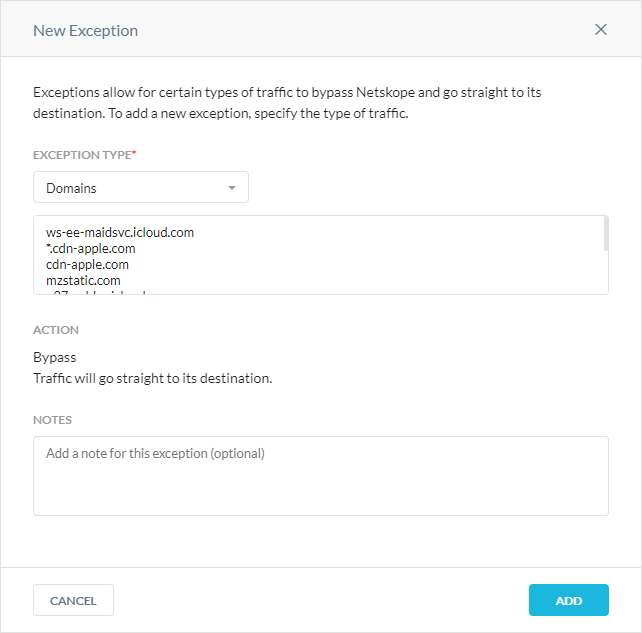 New Exception
Exceptions allow for certain types of traffic to bypass Netskope and go straight to its
destination. To add a new exception, specify the type of traffic.
EXCEPTION TYPE*
Domains
ws-ee-maidsvc.icloud.com
*.cdn-apple.com
cdn-apple.com
mzstatic.com
ACTION
Bypass
Traffic will go straight to its destination.
NOTES
Add a note for this exception (optional)
CANCEL
ADD